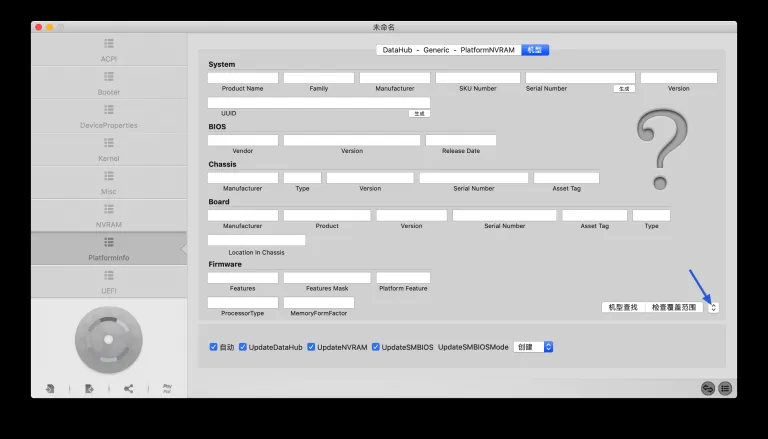 未命名
ACPI
Booter
DeviceProperties
Kernel
Misc
NVRAM
PlatformInfo
UEFI
DataHub - Generic - PlatformNVRAM 机型
System
Product Name Family Manufacturer SKU Number Serial Number 生成 Version
UUID 生成
BIOS
Vendor Version Release Date
?
Chassis
Manufacturer Type Version Serial Number Asset Tag
Board
Manufacturer Product Version Serial Number Asset Tag Type
Location In Chassis
Firmware
Features Features Mask Platform Feature
机型查找 检查覆盖范围
ProcessorType MemoryFormFactor
自动 UpdateDataHub UpdateNVRAM UpdateSMBIOS UpdateSMBIOSMode 创建